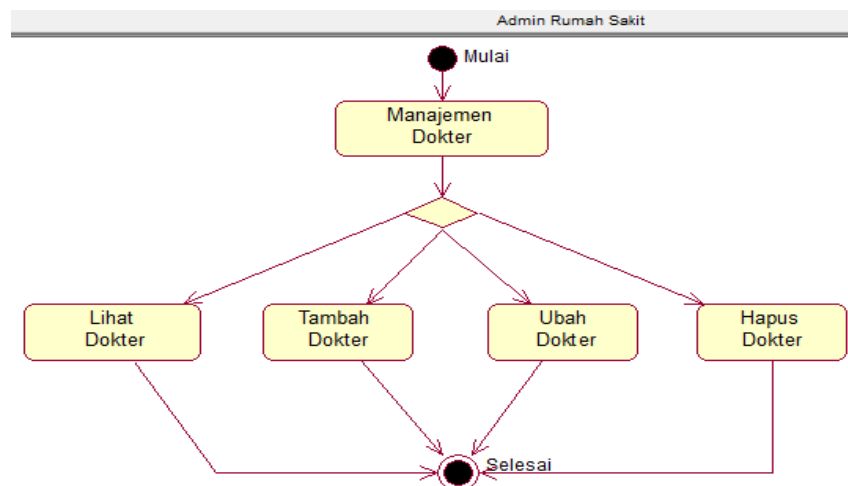 Admin Rumah Sakit
Mulai
Manajemen
Dokter
Lihat
Dokter
Tambah
Dokter
Ubah
Dokter
Hapus
Dokter
Selesai